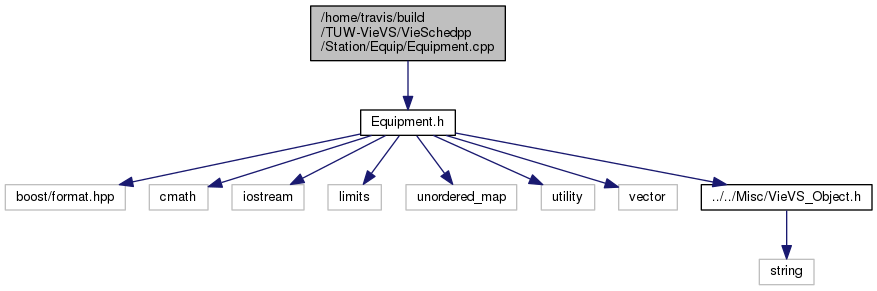 /home/travis/build
/TUW-VieVS/VieSchedpp
/Station/Equip/Equipment.cpp
Equipment.h
boost/format.hpp
cmath
iostream
limits
unordered_map
utility
vector
../../Misc/VieVS_Object.h
string